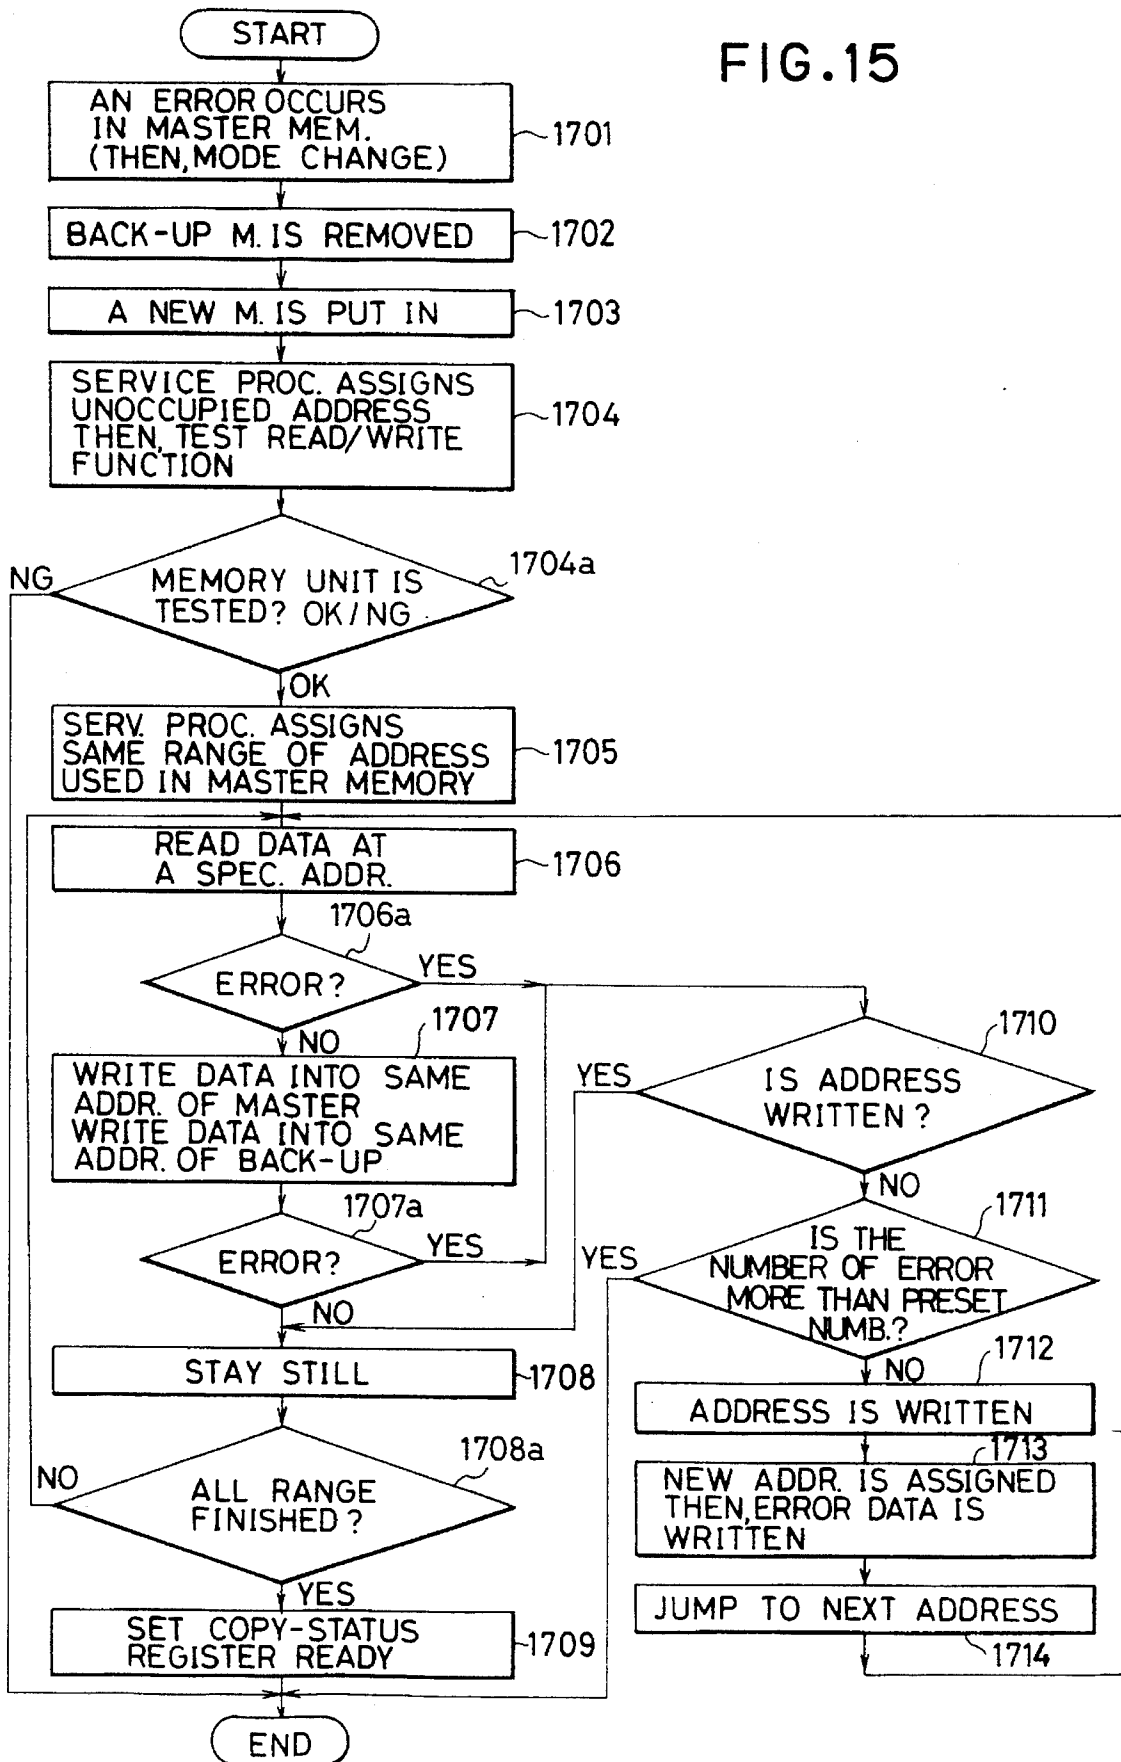 START
FIG.15
AN ERROR OCCURS
IN MASTER MEM.
(THEN,MODE CHANGE)
1701
BACK-UP M. IS REMOVED
1702
A NEW M. IS PUT IN
1703
SERVICE PROC. ASSIGNS
UNOCCUPIED ADDRESS
THEN, TEST READ/WRITE
FUNCTION
1704
1704a
NG
MEMORY UNIT IS
TESTED? OK/NG
OK
SERV. PROC. ASSIGNS
SAME RANGE OF ADDRESS
USED IN MASTER MEMORY
1705
READ DATA AT
A SPEC. ADDR.
1706
1706a
ERROR?
YES
NO
1707
WRITE DATA INTO SAME
ADDR. OF MASTER
WRITE DATA INTO SAME
ADDR. OF BACK-UP
1707a
ERROR?
YES
NO
STAY STILL
1708
1708a
NO
ALL RANGE
FINISHED?
YES
SET COPY-STATUS
REGISTER READY
1709
END
1710
YES
IS ADDRESS
WRITTEN?
NO
1711
YES
IS THE
NUMBER OF ERROR
MORE THAN PRESET
NUMB.?
NO
1712
ADDRESS IS WRITTEN
1713
NEW ADDR. IS ASSIGNED
THEN,ERROR DATA IS
WRITTEN
JUMP TO NEXT ADDRESS
1714